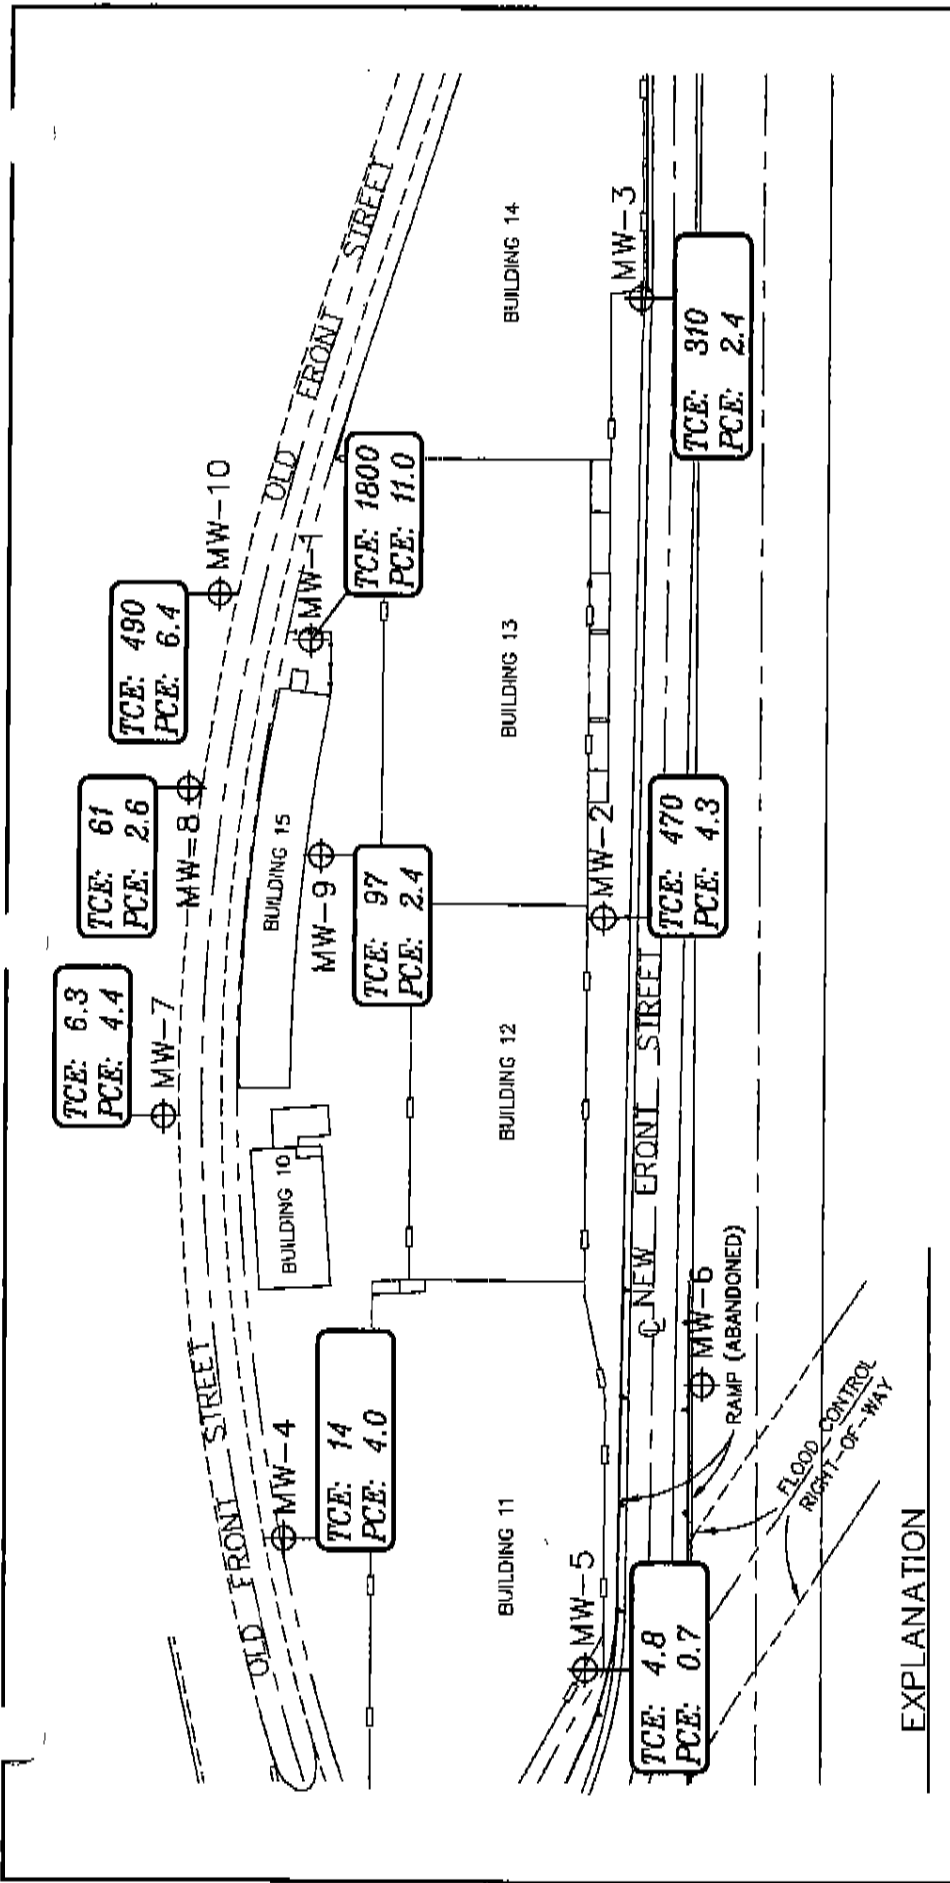 TCE: 6.3
PCE: 4.4
MW-7
TCE: 61
PCE: 2.6
MW-8
TCE: 490
PCE: 6.4
MW-10
OLD FRONT STREET
OLD FRONT STREET
MW-4
TCE: 14
PCE: 4.0
BUILDING 10
BUILDING 15
MW-9
TCE: 97
PCE: 2.4
MW-1
TCE: 1800
PCE: 11.0
BUILDING 11
BUILDING 12
BUILDING 13
BUILDING 14
MW-5
TCE: 4.8
PCE: 0.7
MW-2
TCE: 470
PCE: 4.3
MW-3
TCE: 310
PCE: 2.4
NEW FRONT STREET
MW-6
RAMP (ABANDONED)
FLOOD CONTROL
RIGHT-OF-WAY
EXPLANATION